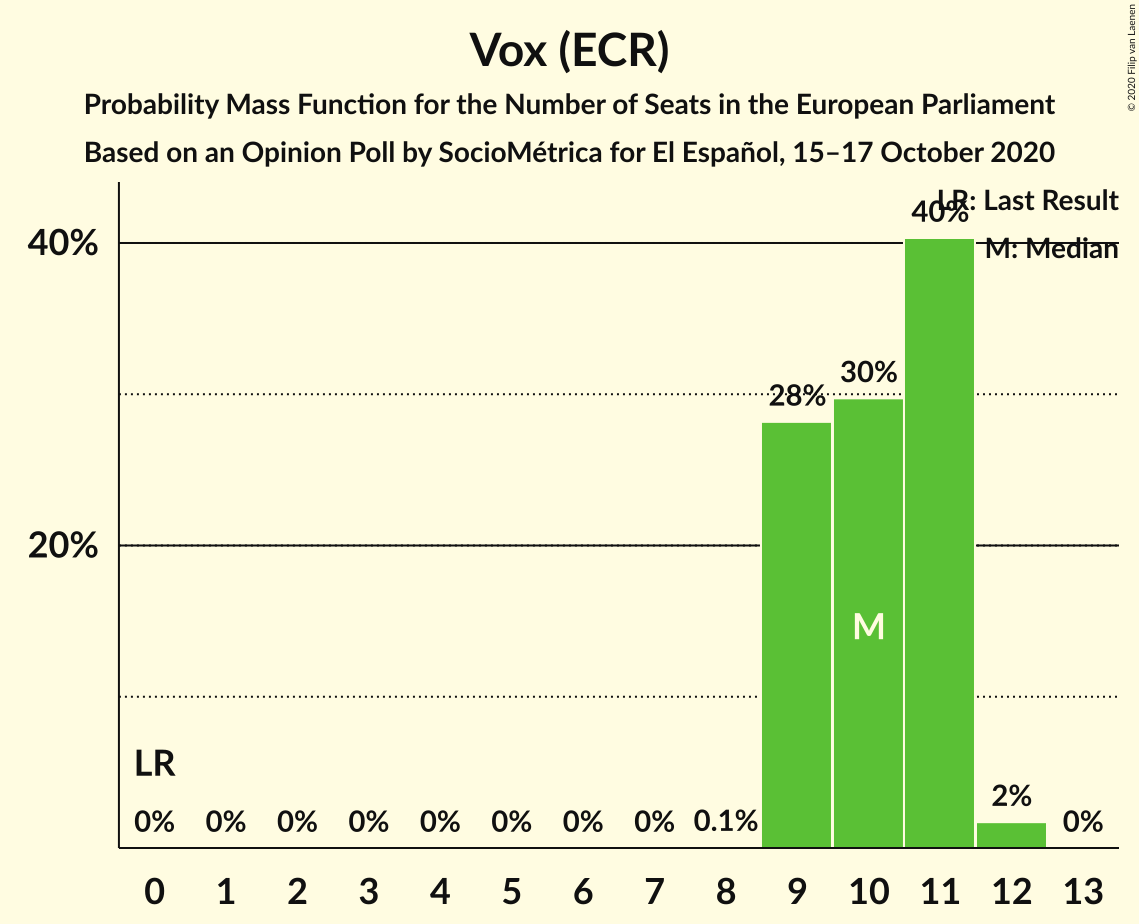 Vox (ECR)
Probability Mass Function for the Number of Seats in the European Parliament
Based on an Opinion Poll by SocioMétrica for El Español, 15–17 October 2020
© 2020 Filip van Laenen
LR: Last Result
M: Median
40%
20%
40%
30%
28%
M
LR
0% 0% 0% 0% 0% 0% 0% 0% 0.1% 2% 0%
0 1 2 3 4 5 6 7 8 9 10 11 12 13